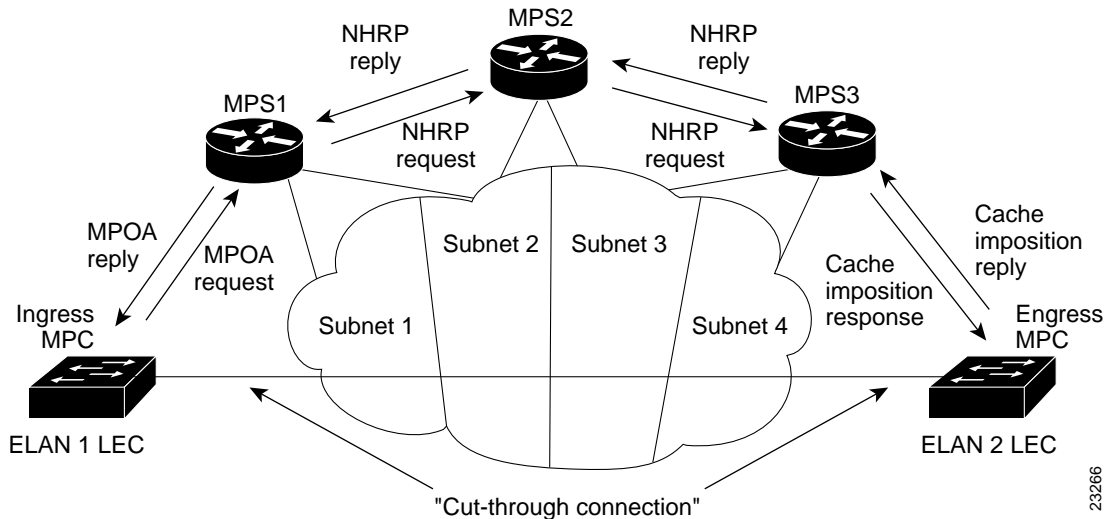 MPS2
NHRP
reply
NHRP
reply
MPS1
MPS3
NHRP
request
NHRP
request
MPOA
reply
MPOA
request
Subnet 2
Subnet 3
Cache
imposition
reply
Cache
imposition
response
Ingress
MPC
Subnet 1
Subnet 4
Engress
MPC
ELAN 1 LEC
ELAN 2 LEC
"Cut-through connection"
23266